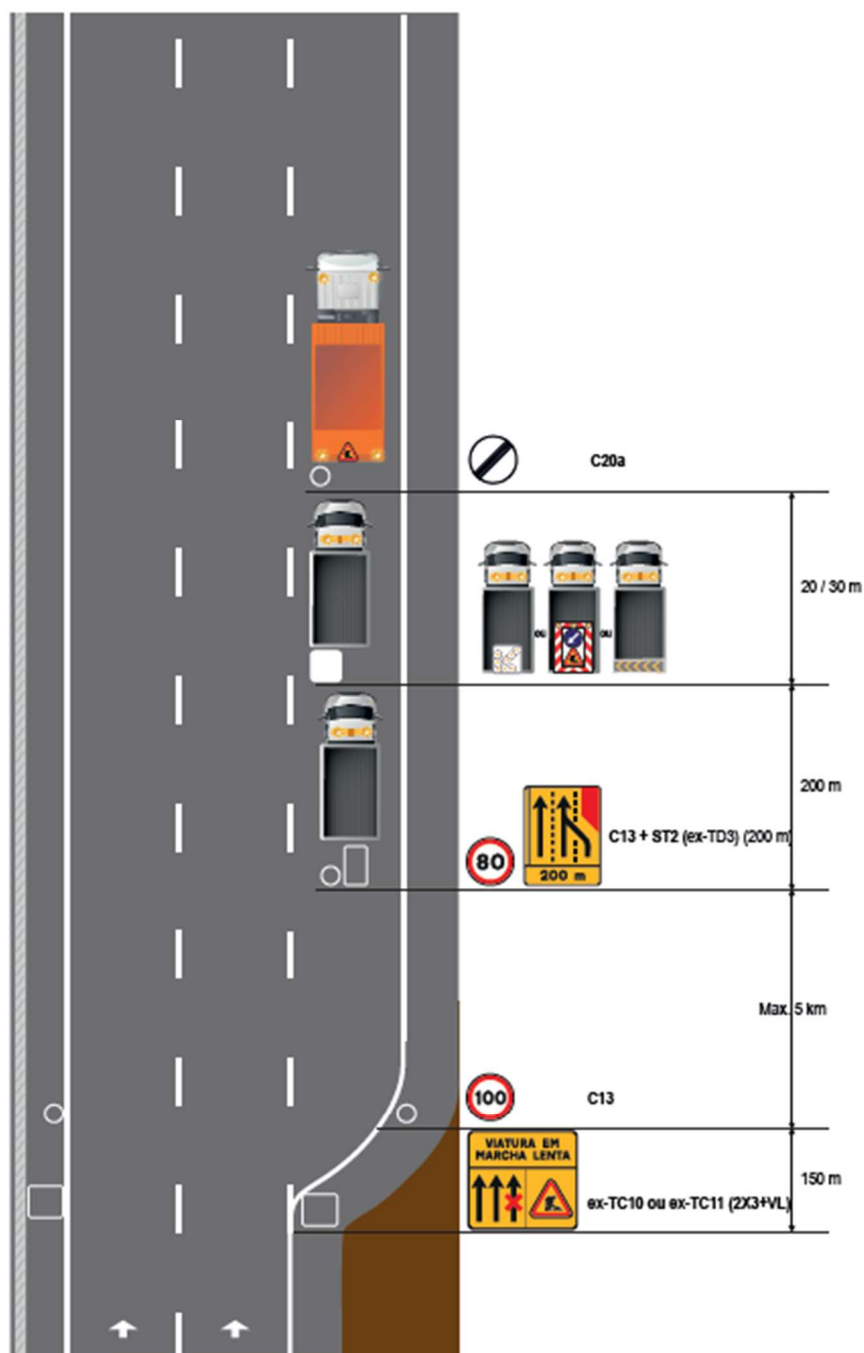 C20a
20 / 30 m
ou
ou
200 m
C13 + ST2 (ex-TD3) (200 m)
80
200 m
Max. 5 km
100
C13
VIATURA EM
MARCHA LENTA
150 m
ex-TC10 ou ex-TC11 (2X3+VL)